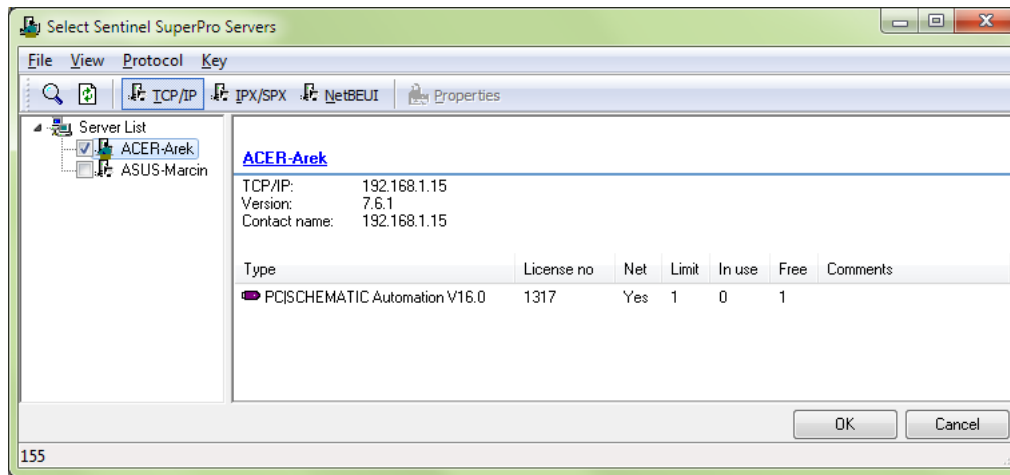 Select Sentinel SuperPro Servers
File View Protocol Key
TCP/IP IPX/SPX NetBEUI Properties
Server List
ACER-Arek
ASUS-Marcin
ACER-Arek
TCP/IP: 192.168.1.15
Version: 7.6.1
Contact name: 192.168.1.15
Type License no Net Limit In use Free Comments
PC|SCHEMATIC Automation V16.0 1317 Yes 1 0 1
OK Cancel
155